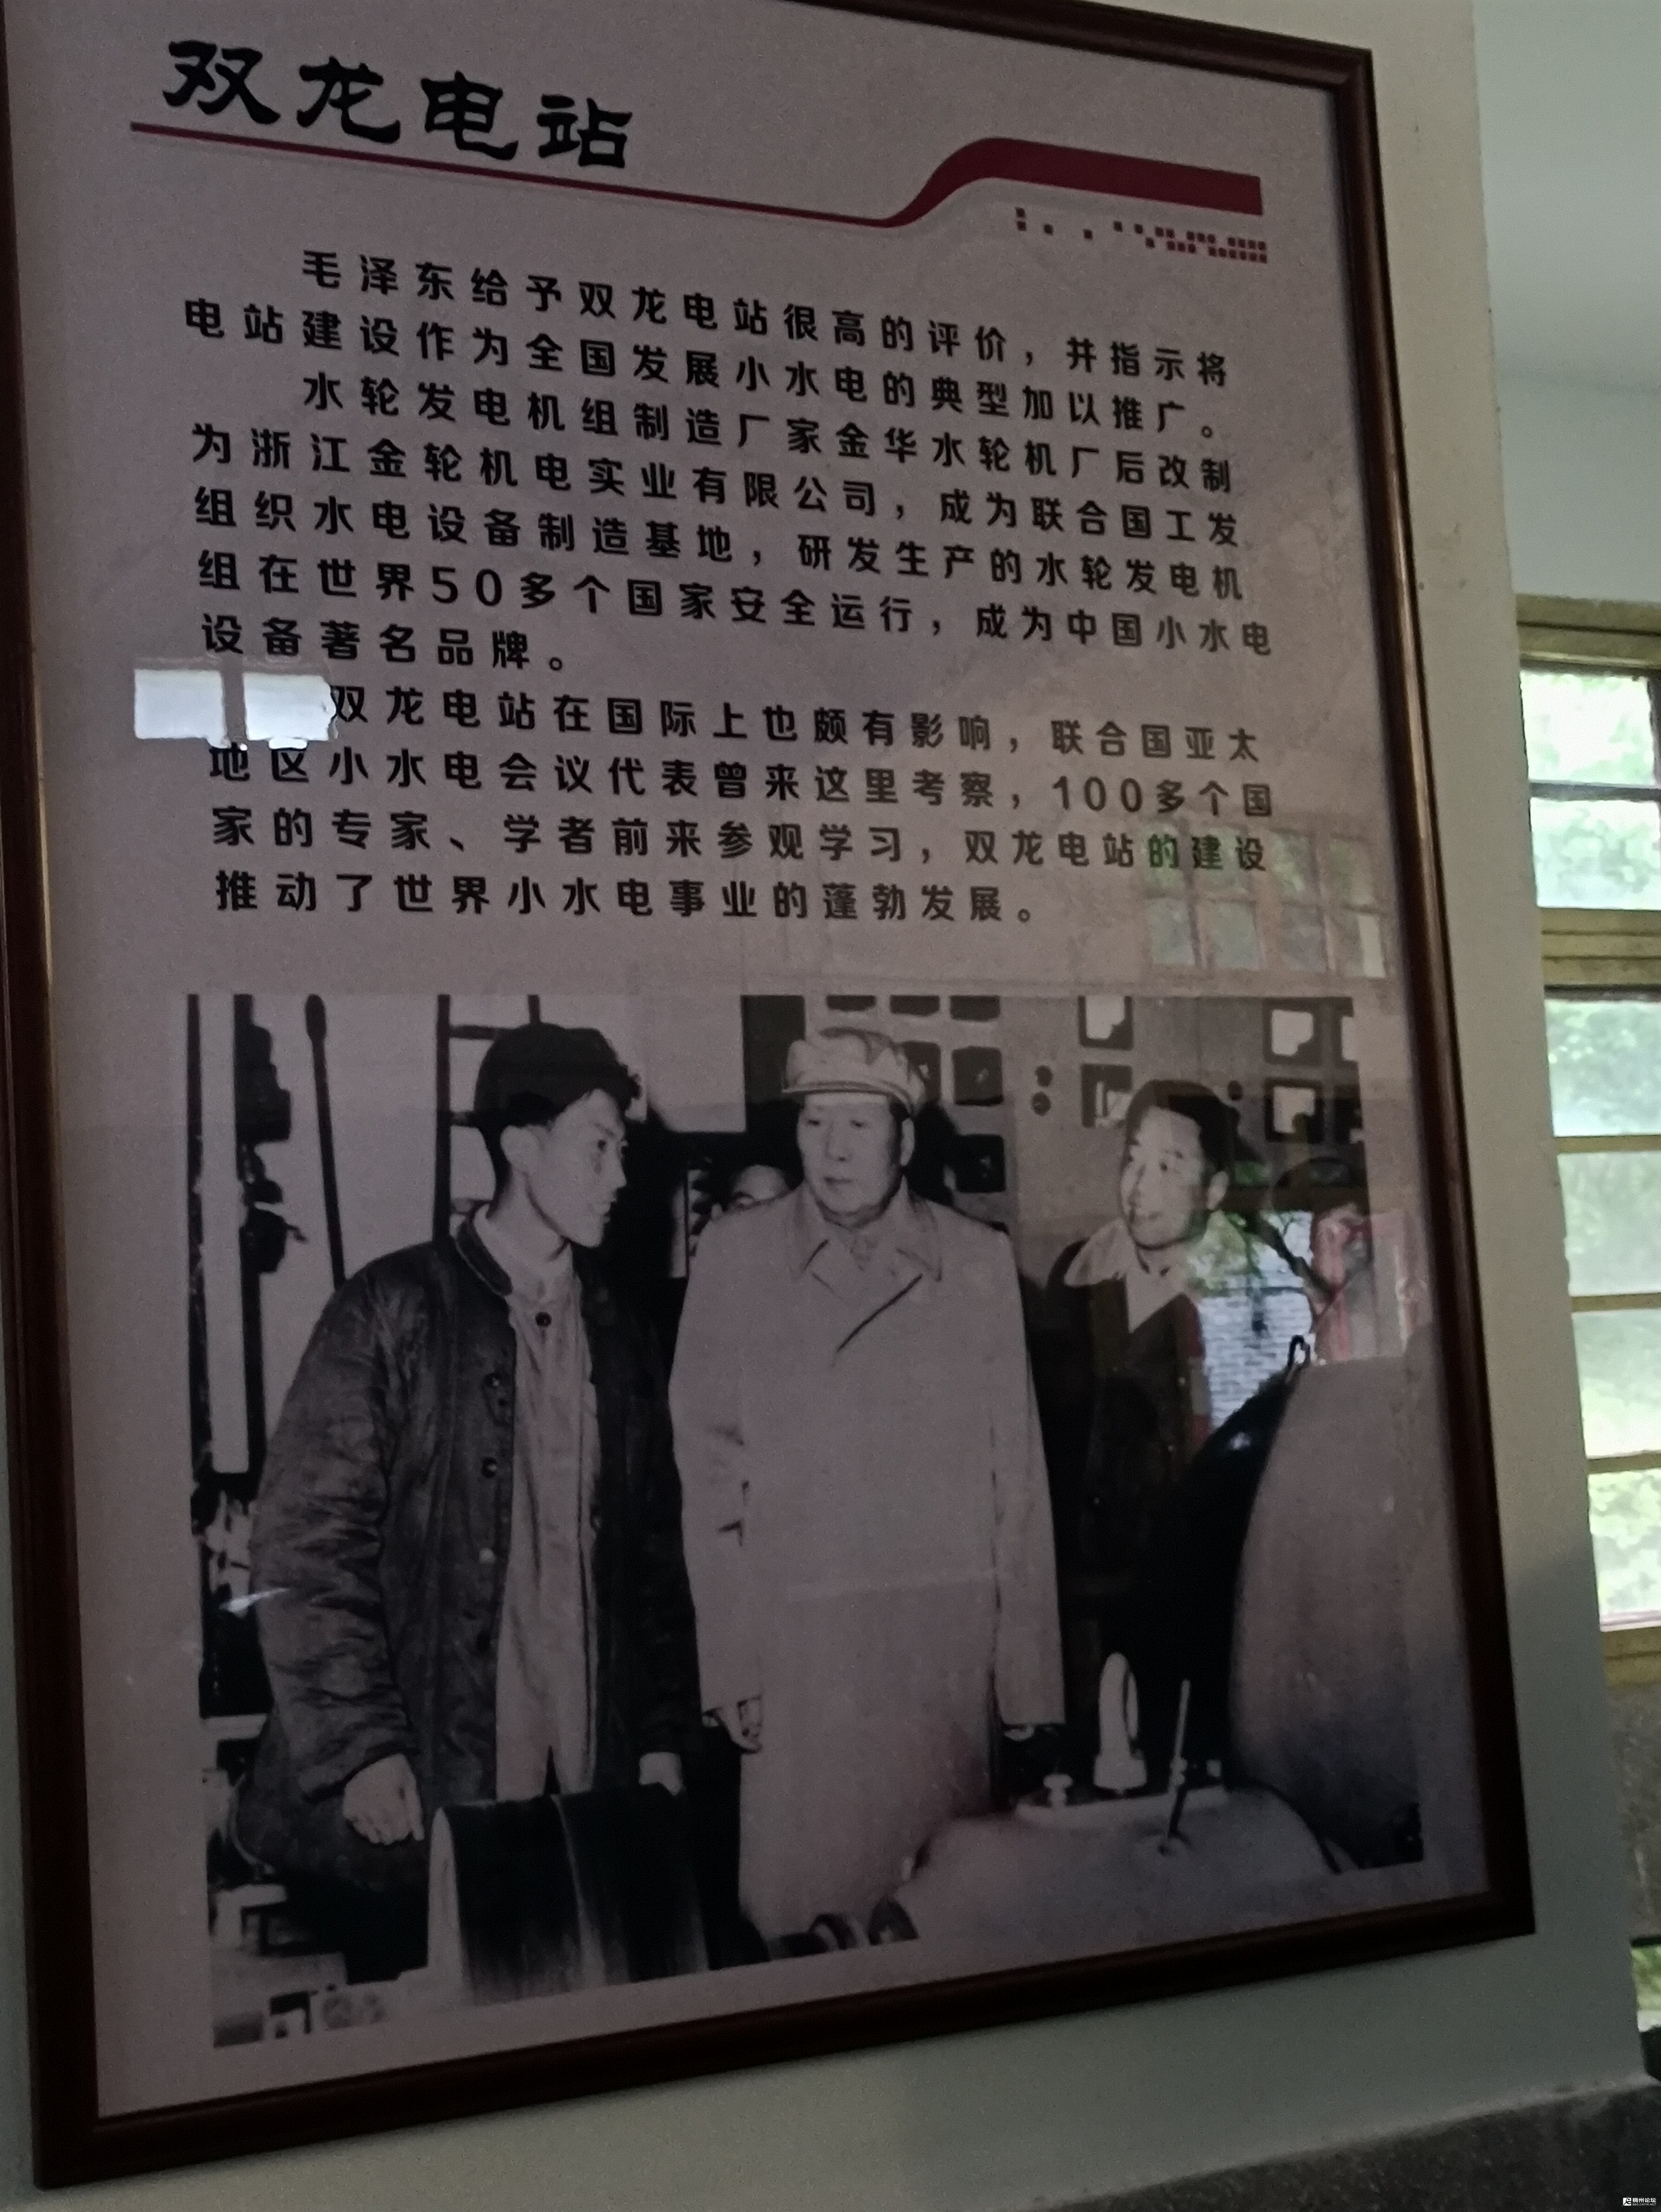 双龙电站
毛泽东给予双龙电站很高的评价，并指示将
电站建设作为全国发展小水电的典型加以推广。
水轮发电机组制造厂家金华水轮机厂后改制
为浙江金轮机电实业有限公司，成为联合国工发
组织水电设备制造基地，研发生产的水轮发电机
组在世界50多个国家安全运行，成为中国小水电
设备著名品牌。
双龙电站在国际上也颇有影响，联合国亚太
地区小水电会议代表曾来这里考察，100多个国
家的专家、学者前来参观学习，双龙电站的建设
推动了世界小水电事业的蓬勃发展。